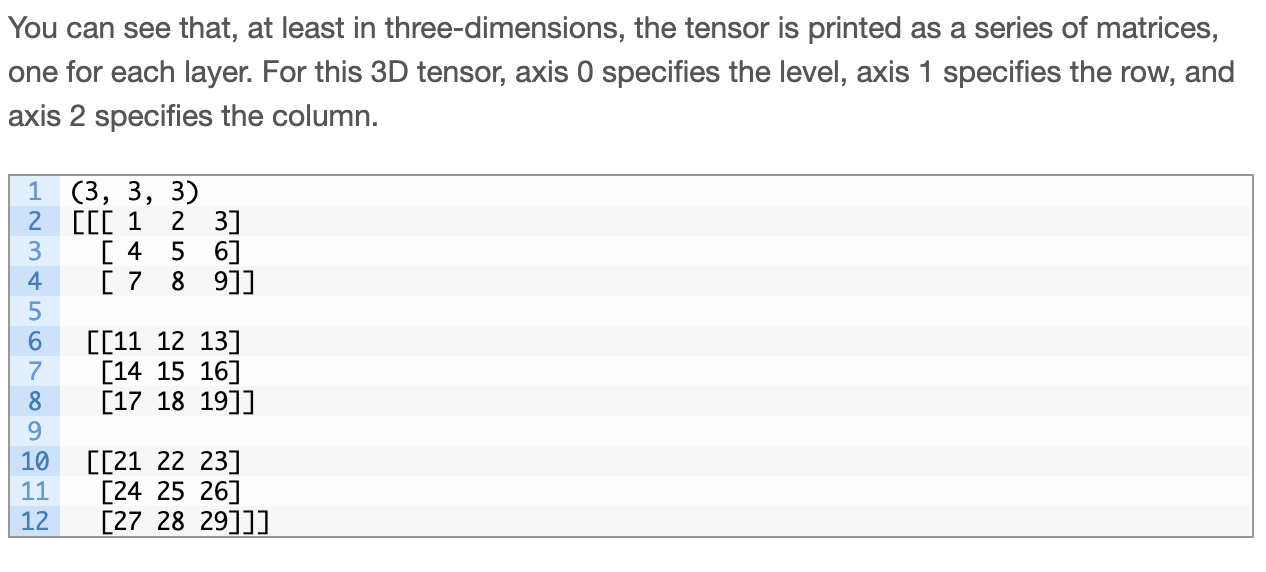 You can see that, at least in three-dimensions, the tensor is printed as a series of matrices,
one for each layer. For this 3D tensor, axis 0 specifies the level, axis 1 specifies the row, and
axis 2 specifies the column.
1 (3, 3, 3)
2 [[[ 1  2  3]
3   [ 4  5  6]
4   [ 7  8  9]]
5
6  [[11 12 13]
7   [14 15 16]
8   [17 18 19]]
9
10  [[21 22 23]
11   [24 25 26]
12   [27 28 29]]]